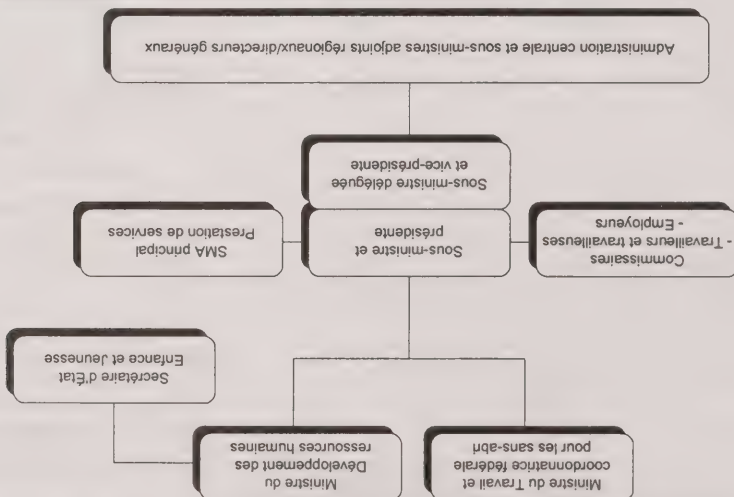 Ministre du Travail et
coordonnatrice fédérale
pour les sans-abri
Ministre du
Développement des
ressources humaines
Secrétaire d'État
Enfance et Jeunesse
Commissaires
- Travailleurs et travailleuses
- Employeurs
Sous-ministre et
présidente
SMA principal
Prestation de services
Sous-ministre déléguée
et vice-présidente
Administration centrale et sous-ministres adjoints régionaux/directeurs généraux